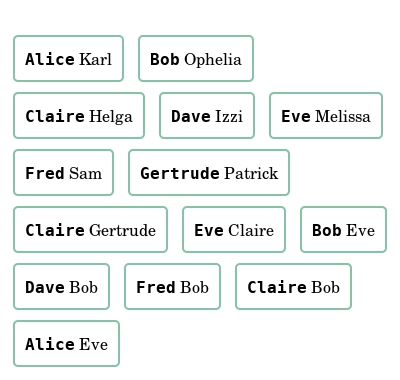 Alice Karl Bob Ophelia
Claire Helga Dave Izzi Eve Melissa
Fred Sam Gertrude Patrick
Claire Gertrude Eve Claire Bob Eve
Dave Bob Fred Bob Claire Bob
Alice Eve